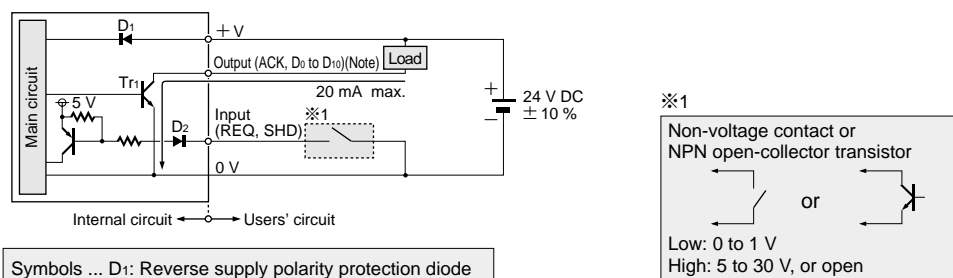 D1
+ V
Output (ACK, D0 to D10)(Note)
Load
Main circuit
Tr1
20 mA max.
5 V
+
24 V DC
± 10 %
−
D2
Input
(REQ, SHD)
※1
0 V
Internal circuit
Users' circuit
Symbols ... D1: Reverse supply polarity protection diode
※1
Non-voltage contact or
NPN open-collector transistor
or
Low: 0 to 1 V
High: 5 to 30 V, or open